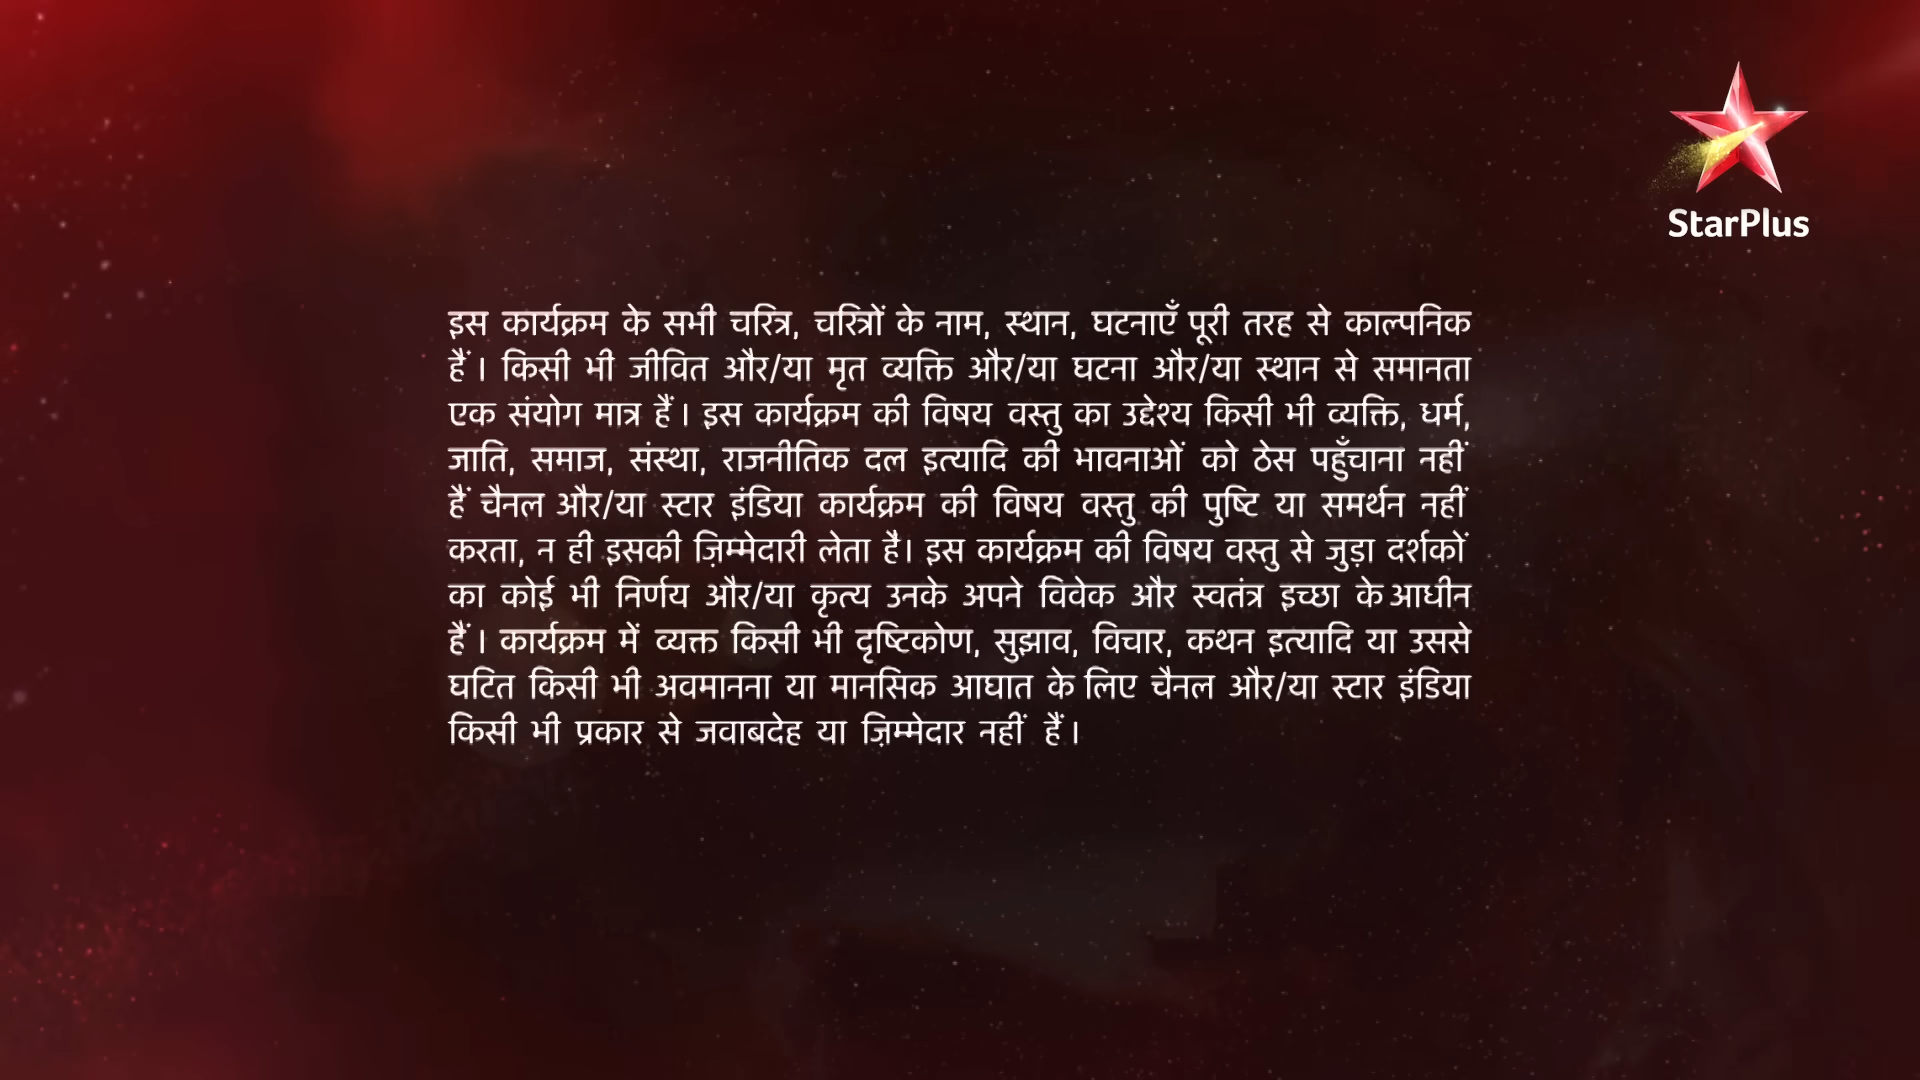 StarPlus
इस कार्यक्रम के सभी चरित्र, चरित्रों के नाम, स्थान, घटनाएँ पूरी तरह से काल्पनिक
हैं । किसी भी जीवित और/या मृत व्यक्ति और/या घटना और/या स्थान से समानता
एक संयोग मात्र हैं । इस कार्यक्रम की विषय वस्तु का उद्देश्य किसी भी व्यक्ति, धर्म,
जाति, समाज, संस्था, राजनीतिक दल इत्यादि की भावनाओं को ठेस पहुँचाना नहीं
हैं चैनल और/या स्टार इंडिया कार्यक्रम की विषय वस्तु की पुष्टि या समर्थन नहीं
करता, न ही इसकी ज़िम्मेदारी लेता है। इस कार्यक्रम की विषय वस्तु से जुड़ा दर्शकों
का कोई भी निर्णय और/या कृत्य उनके अपने विवेक और स्वतंत्र इच्छा के आधीन
हैं । कार्यक्रम में व्यक्त किसी भी दृष्टिकोण, सुझाव, विचार, कथन इत्यादि या उससे
घटित किसी भी अवमानना या मानसिक आघात के लिए चैनल और/या स्टार इंडिया
किसी भी प्रकार से जवाबदेह या ज़िम्मेदार नहीं हैं ।